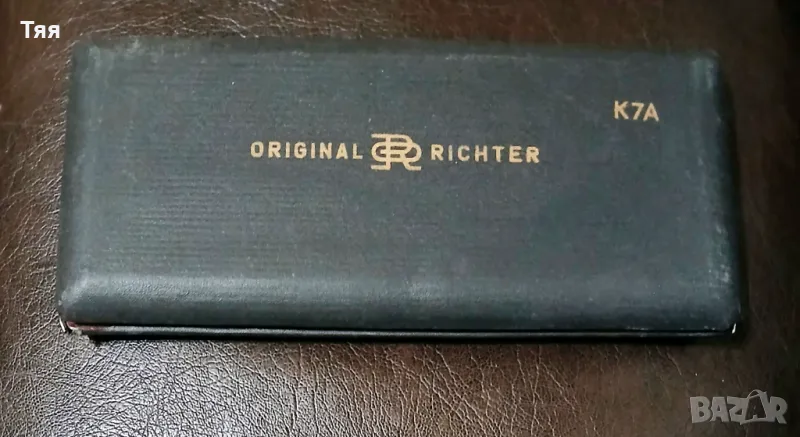 Тяя
K7A
ORIGINAL R RICHTER
BAZAR